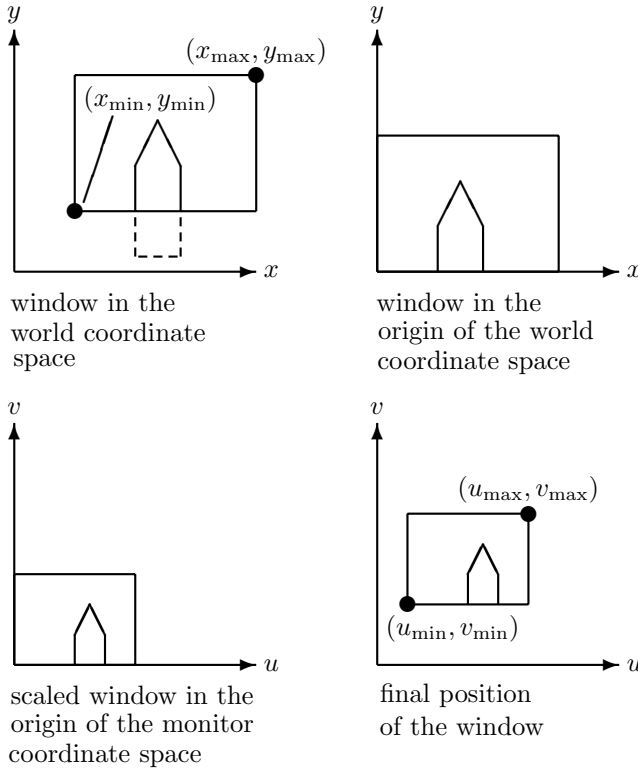 y
(x_max, y_max)
(x_min, y_min)
x
window in the
world coordinate
space
y
x
window in the
origin of the world
coordinate space
v
u
scaled window in the
origin of the monitor
coordinate space
v
(u_max, v_max)
(u_min, v_min)
u
final position
of the window